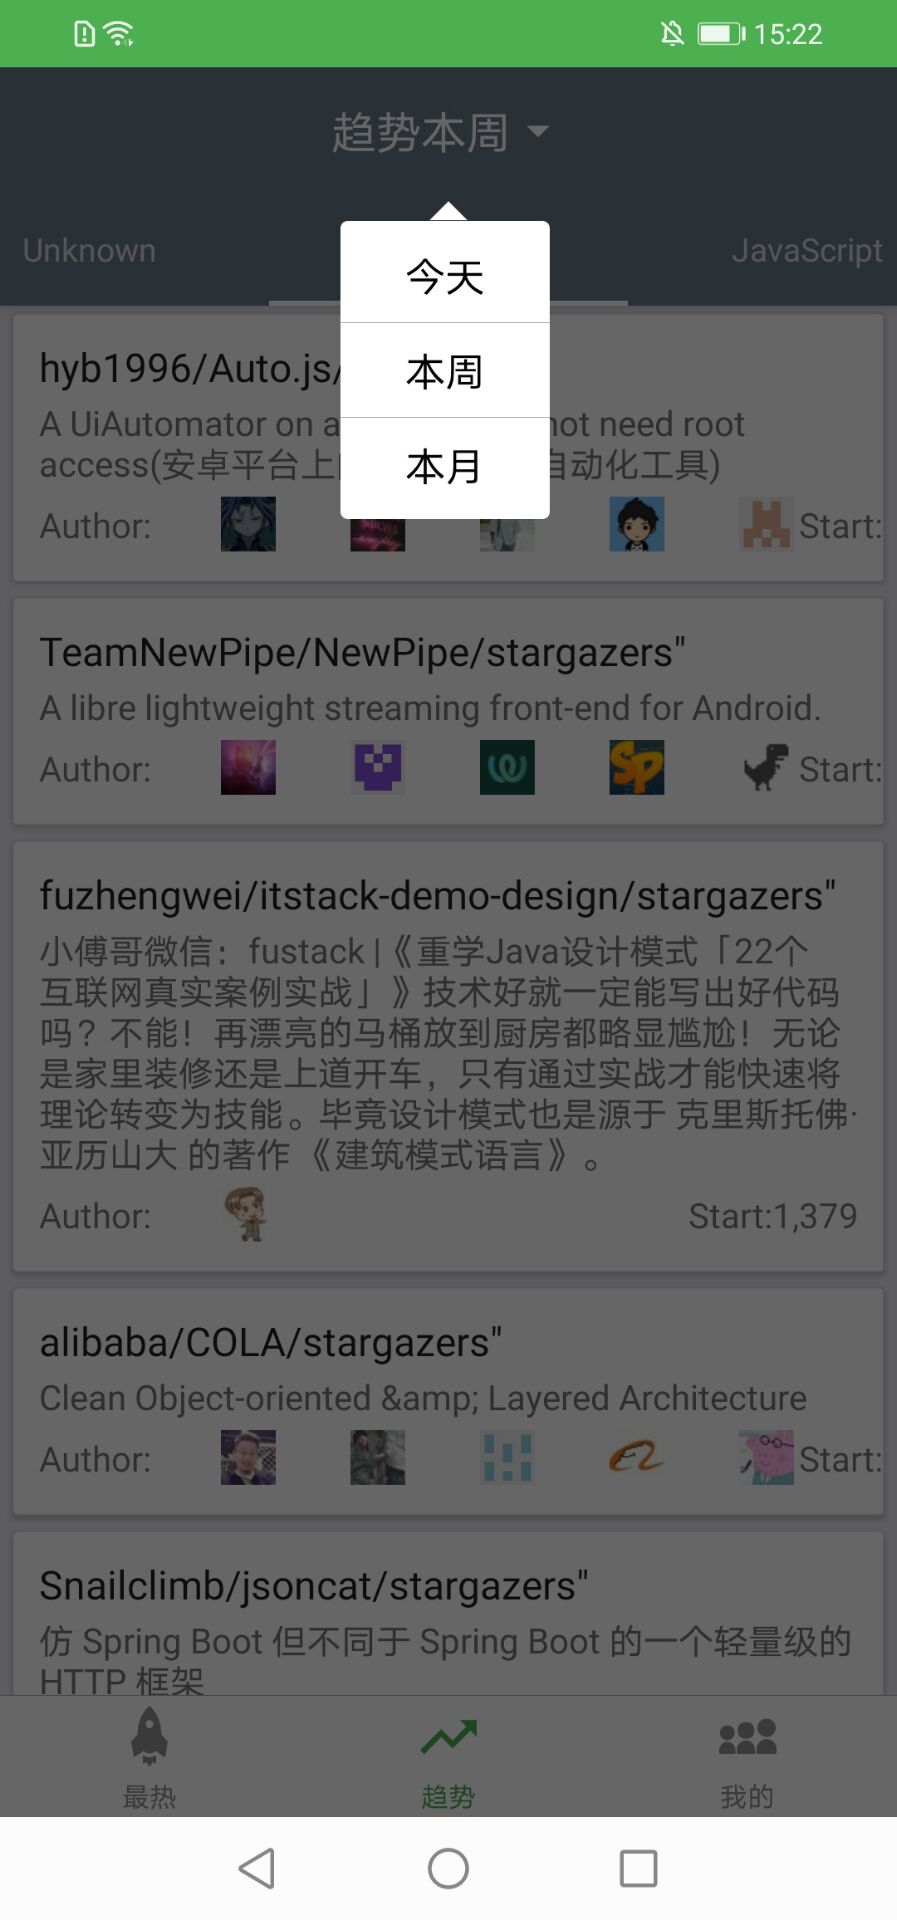 15:22
趋势本周
Unknown
JavaScript
今天
本周
本月
hyb1996/Auto.js/
A UiAutomator on a
not need root
access(安卓平台上
自动化工具)
Author:
Start:
TeamNewPipe/NewPipe/stargazers"
A libre lightweight streaming front-end for Android.
Author:
Start:
fuzhengwei/itstack-demo-design/stargazers"
小傅哥微信：fustack |《重学Java设计模式「22个
互联网真实案例实战」》技术好就一定能写出好代码
吗？不能！再漂亮的马桶放到厨房都略显尴尬！无论
是家里装修还是上道开车，只有通过实战才能快速将
理论转变为技能。毕竟设计模式也是源于 克里斯托佛·
亚历山大 的著作 《建筑模式语言》。
Author:
Start:1,379
alibaba/COLA/stargazers"
Clean Object-oriented &amp; Layered Architecture
Author:
Start:
Snailclimb/jsoncat/stargazers"
仿 Spring Boot 但不同于 Spring Boot 的一个轻量级的
HTTP 框架
最热
趋势
我的